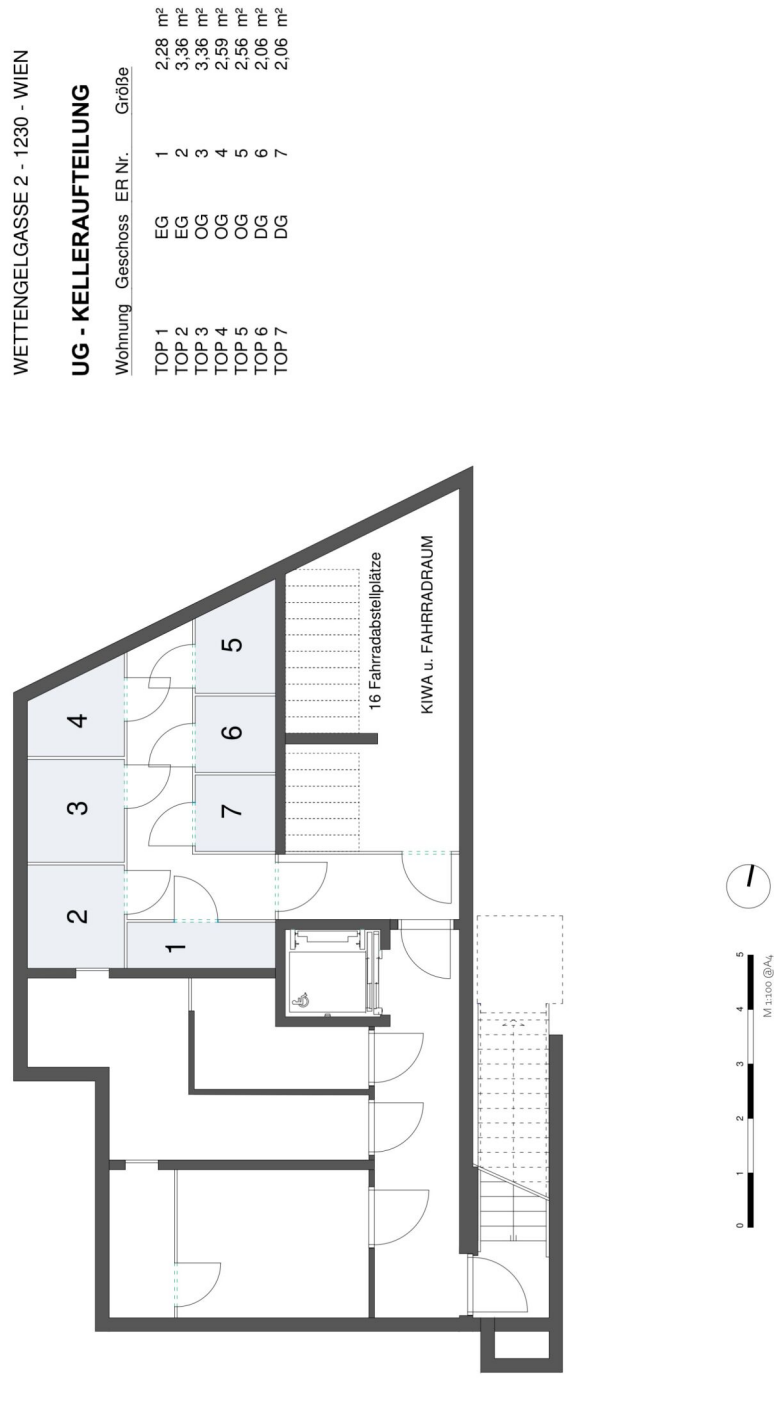 WETTENGELGASSE 2 - 1230 - WIEN
UG - KELLERAUFTEILUNG
Wohnung Geschoss ER Nr. Größe
TOP 1 EG 1 2,28 m²
TOP 2 EG 2 3,36 m²
TOP 3 OG 3 3,36 m²
TOP 4 OG 4 2,59 m²
TOP 5 OG 5 2,56 m²
TOP 6 DG 6 2,06 m²
TOP 7 DG 7 2,06 m²
2
3
4
1
7
6
5
16 Fahrradabstellplätze
KIWA u. FAHRRADRAUM
0 1 2 3 4 5
M 1:100 @A4